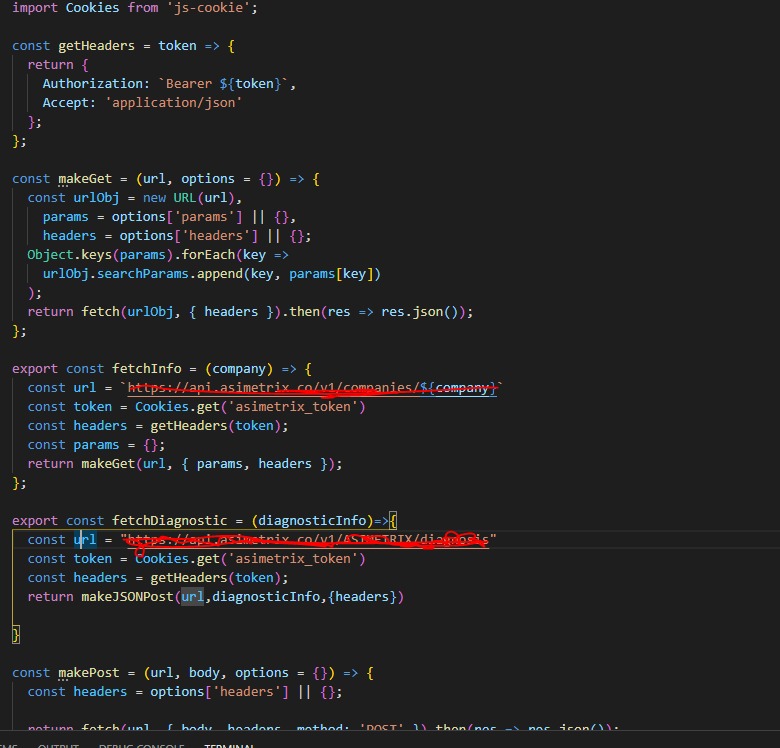 import Cookies from 'js-cookie';
const getHeaders = token => {
return {
Authorization: `Bearer ${token}`,
Accept: 'application/json'
};
};
const makeGet = (url, options = {}) => {
const urlObj = new URL(url),
params = options['params'] || {},
headers = options['headers'] || {};
Object.keys(params).forEach(key =>
urlObj.searchParams.append(key, params[key])
);
return fetch(urlObj, { headers }).then(res => res.json());
};
export const fetchInfo = (company) => {
const url = `https://api.asimetrix.co/v1/companies/${company}`
const token = Cookies.get('asimetrix_token')
const headers = getHeaders(token);
const params = {};
return makeGet(url, { params, headers });
};
export const fetchDiagnostic = (diagnosticInfo)=>{
const url = "https://api.asimetrix.co/v1/ASIMETRIX/diagnosis"
const token = Cookies.get('asimetrix_token')
const headers = getHeaders(token);
return makeJSONPost(url,diagnosticInfo,{headers})
}
const makePost = (url, body, options = {}) => {
const headers = options['headers'] || {};
return fetch(url, { body, headers, method: 'POST' }).then(res => res.json());
OUTPUT DEBUG CONSOLE TERMINAL